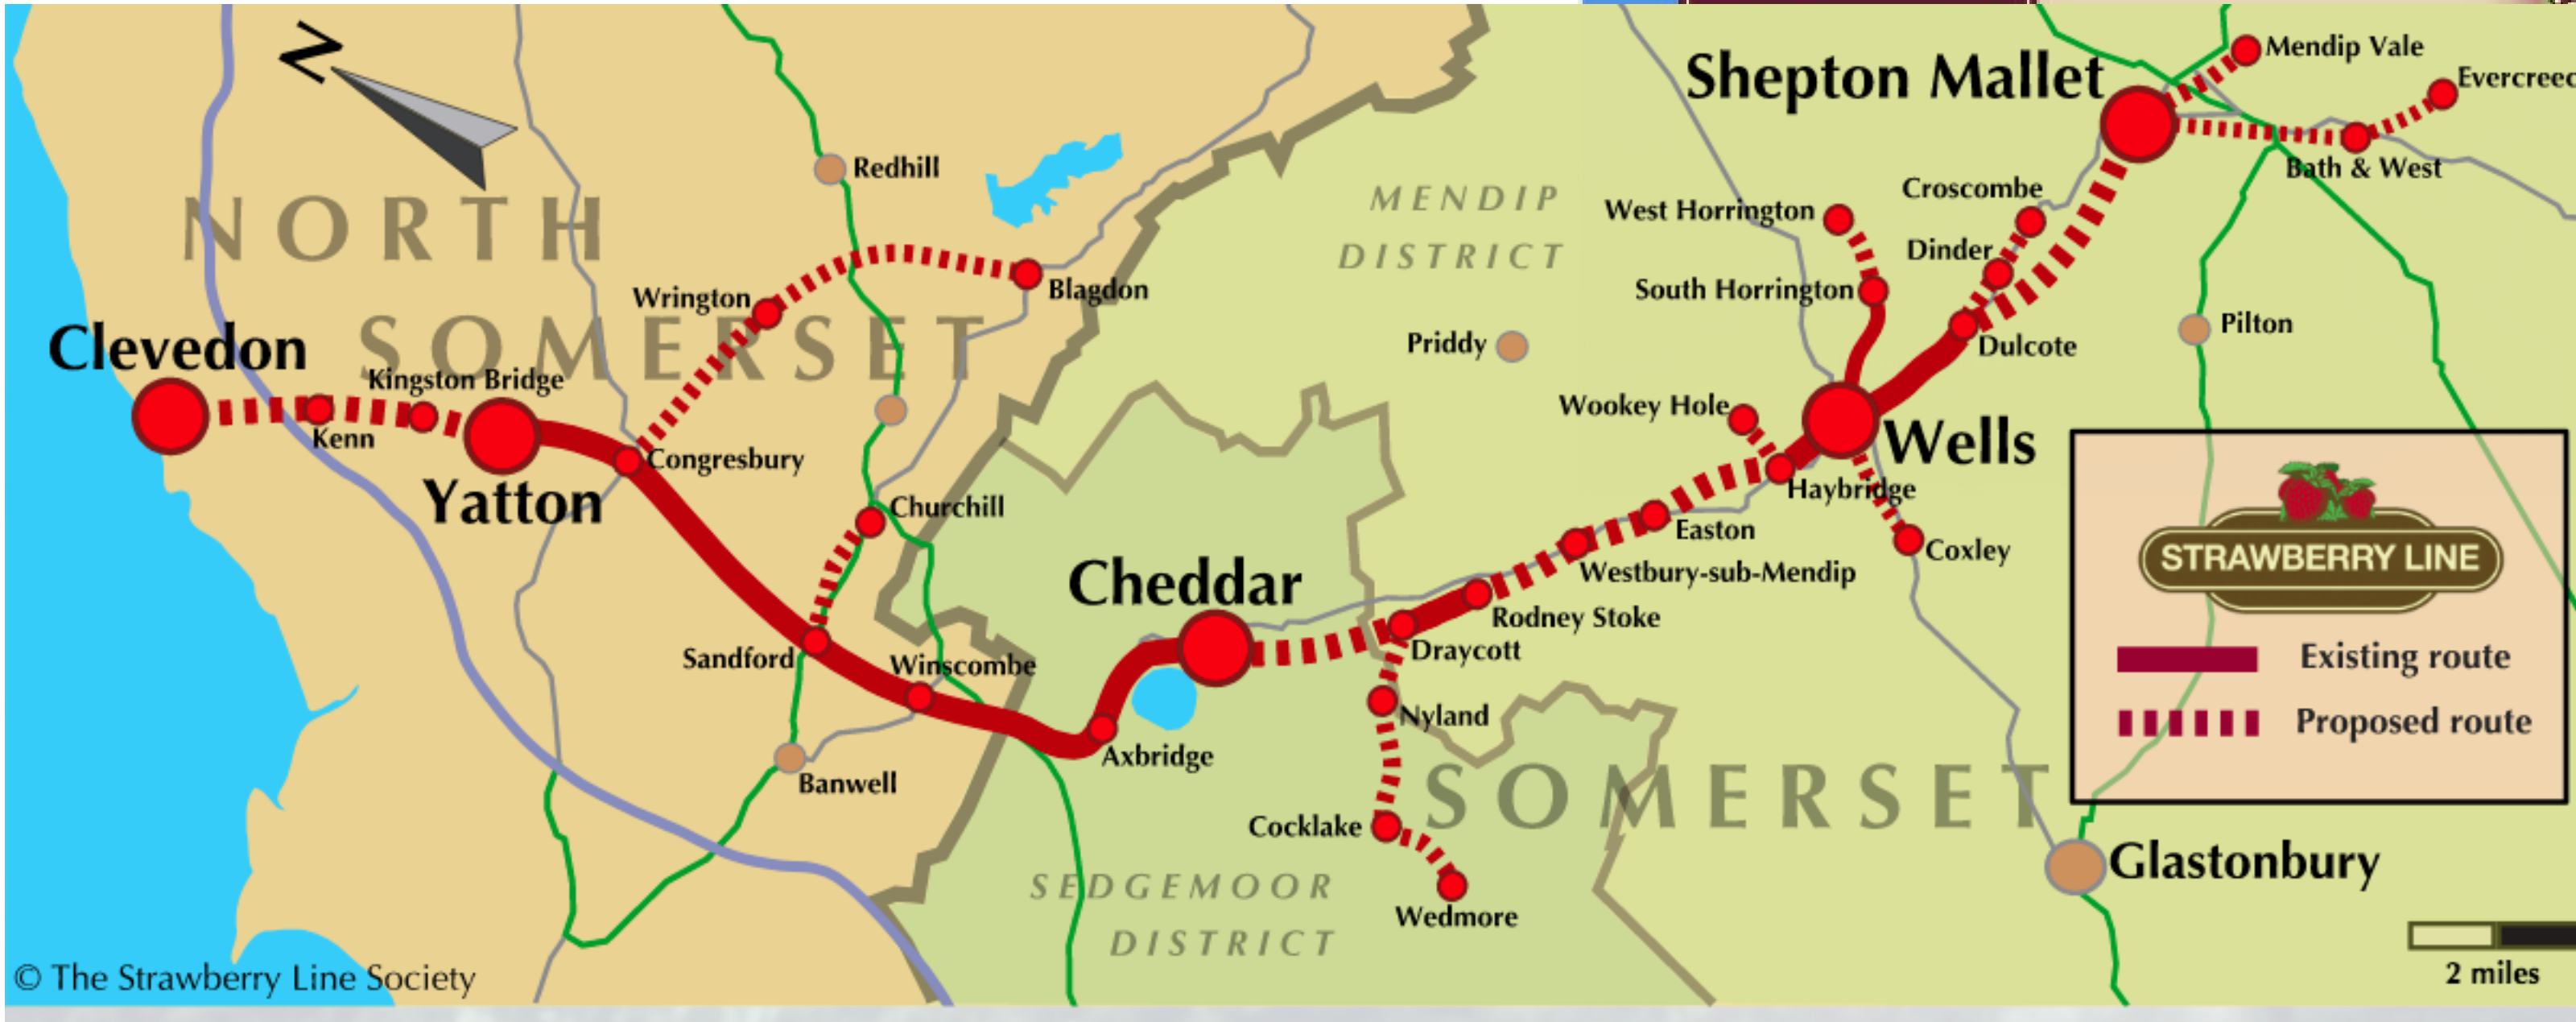 N
NORTH
SOMERSET
MENDIP
DISTRICT
Shepton Mallet
Mendip Vale
Evercreec
Bath & West
Redhill
Croscombe
West Horrington
Dinder
South Horrington
Blagdon
Wrington
Priddy
Dulcote
Pilton
Clevedon
Kingston Bridge
Kenn
Congresbury
Yatton
Wookey Hole
Wells
Haybridge
Churchill
Easton
Coxley
Westbury-sub-Mendip
Cheddar
Rodney Stoke
Draycott
Sandford
Winscombe
Nyland
Axbridge
Banwell
SOMERSET
Cocklake
Wedmore
SEDGEMOOR
DISTRICT
Glastonbury
STRAWBERRY LINE
Existing route
Proposed route
2 miles
© The Strawberry Line Society